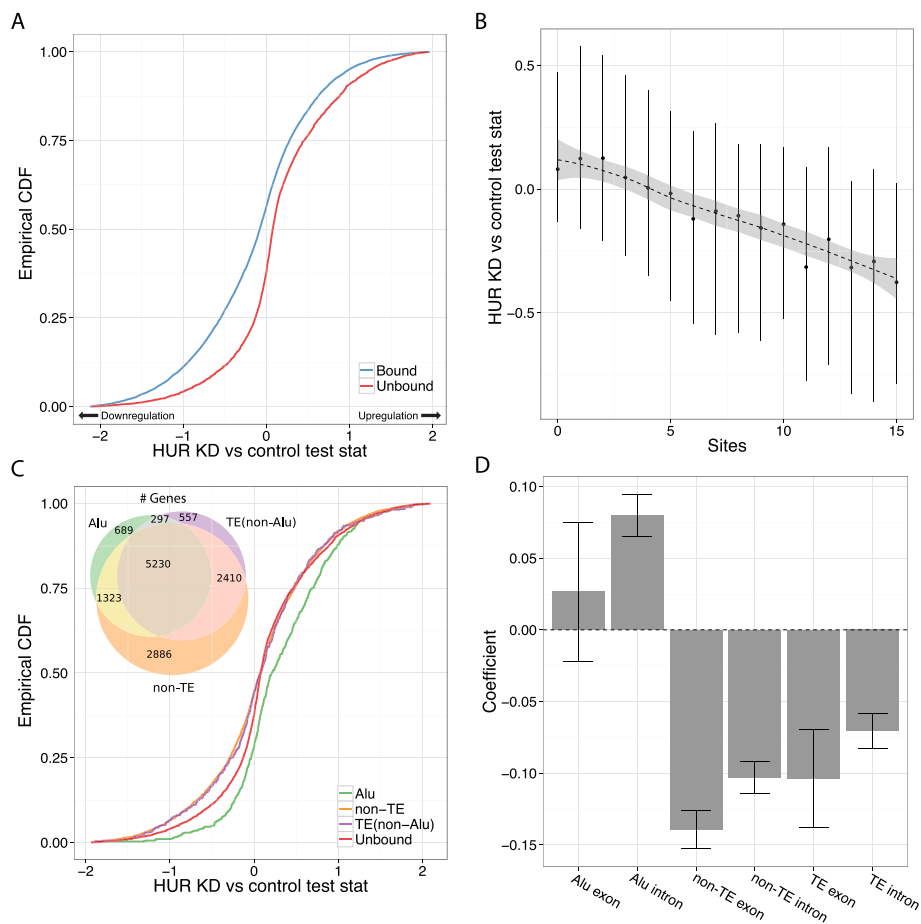 A
Empirical CDF
1.00
0.75
0.50
0.25
0.00
Bound
Unbound
Downregulation
Upregulation
−2
−1
0
1
2
HUR KD vs control test stat
B
HUR KD vs control test stat
0.5
0.0
−0.5
0
5
10
15
Sites
C
Empirical CDF
1.00
0.75
0.50
0.25
0.00
# Genes
Alu
689
297
557
TE(non-Alu)
5230
2410
1323
2886
non-TE
Alu
non−TE
TE(non−Alu)
Unbound
−2
−1
0
1
2
HUR KD vs control test stat
D
Coefficient
0.10
0.05
0.00
−0.05
−0.10
−0.15
Alu exon
Alu intron
non-TE exon
non-TE intron
TE exon
TE intron